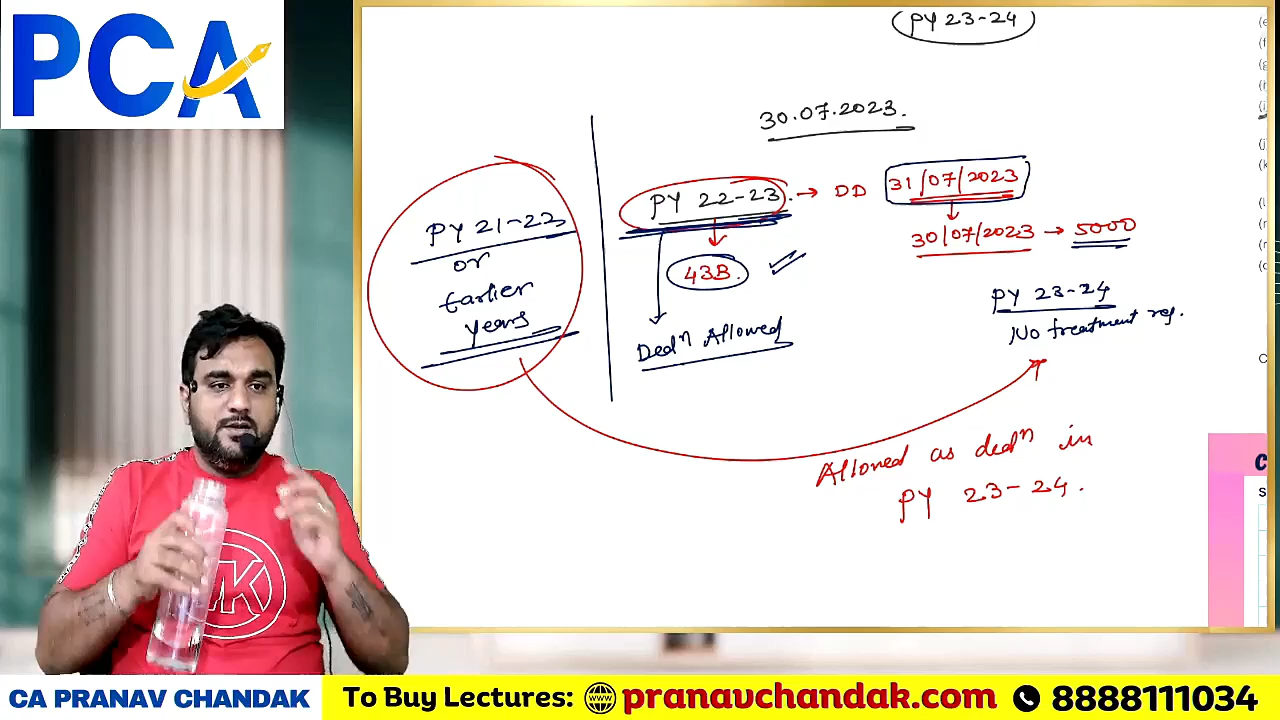 PCA
PY 23-24
30.07.2023.
PY 21-22
or
Earlier
years
PY 22-23 → DD 31/07/2023
30/07/2023 → 5000
43B.
Dedⁿ Allowed
PY 23-24
No treatment req.
Allowed as dedⁿ in
PY 23-24.
CA PRANAV CHANDAK
To Buy Lectures: pranavchandak.com 8888111034